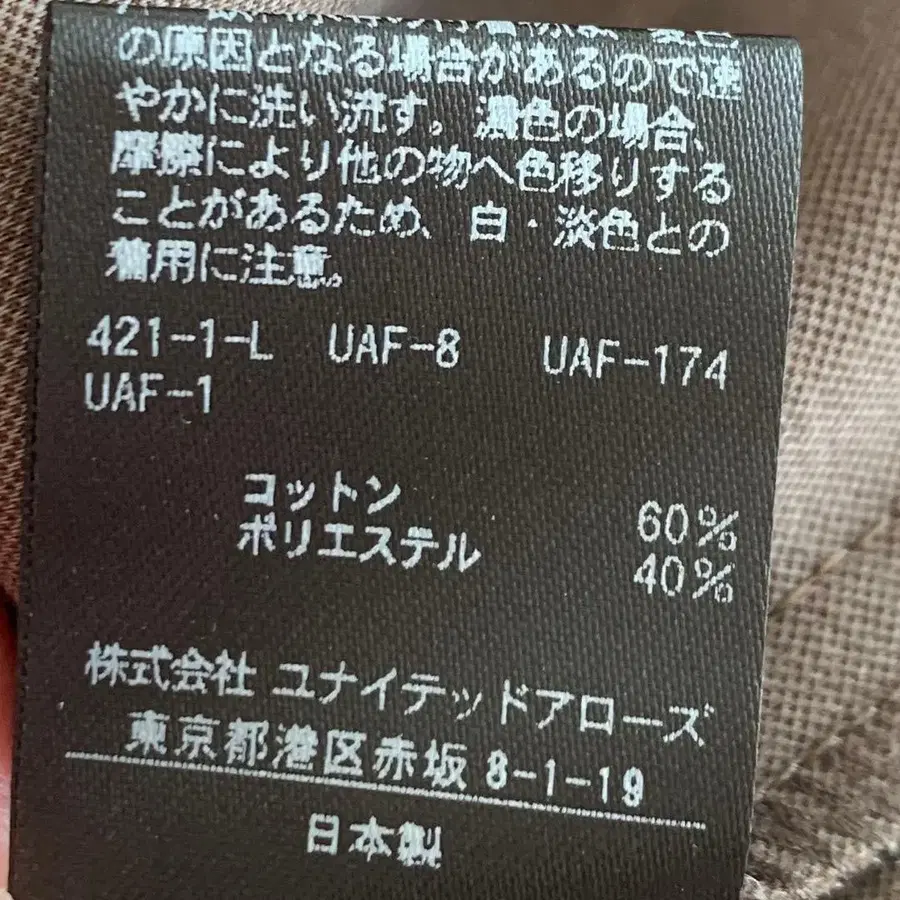 の原因となる場合があるので速
やかに洗い流す。濃色の場合、
摩擦により他の物へ色移りする
ことがあるため、白・淡色との
着用に注意。
421-1-L UAF-8 UAF-174
UAF-1
コットン 60%
ポリエステル 40%
株式会社 ユナイテッドアローズ
東京都港区赤坂 8-1-19
日本製